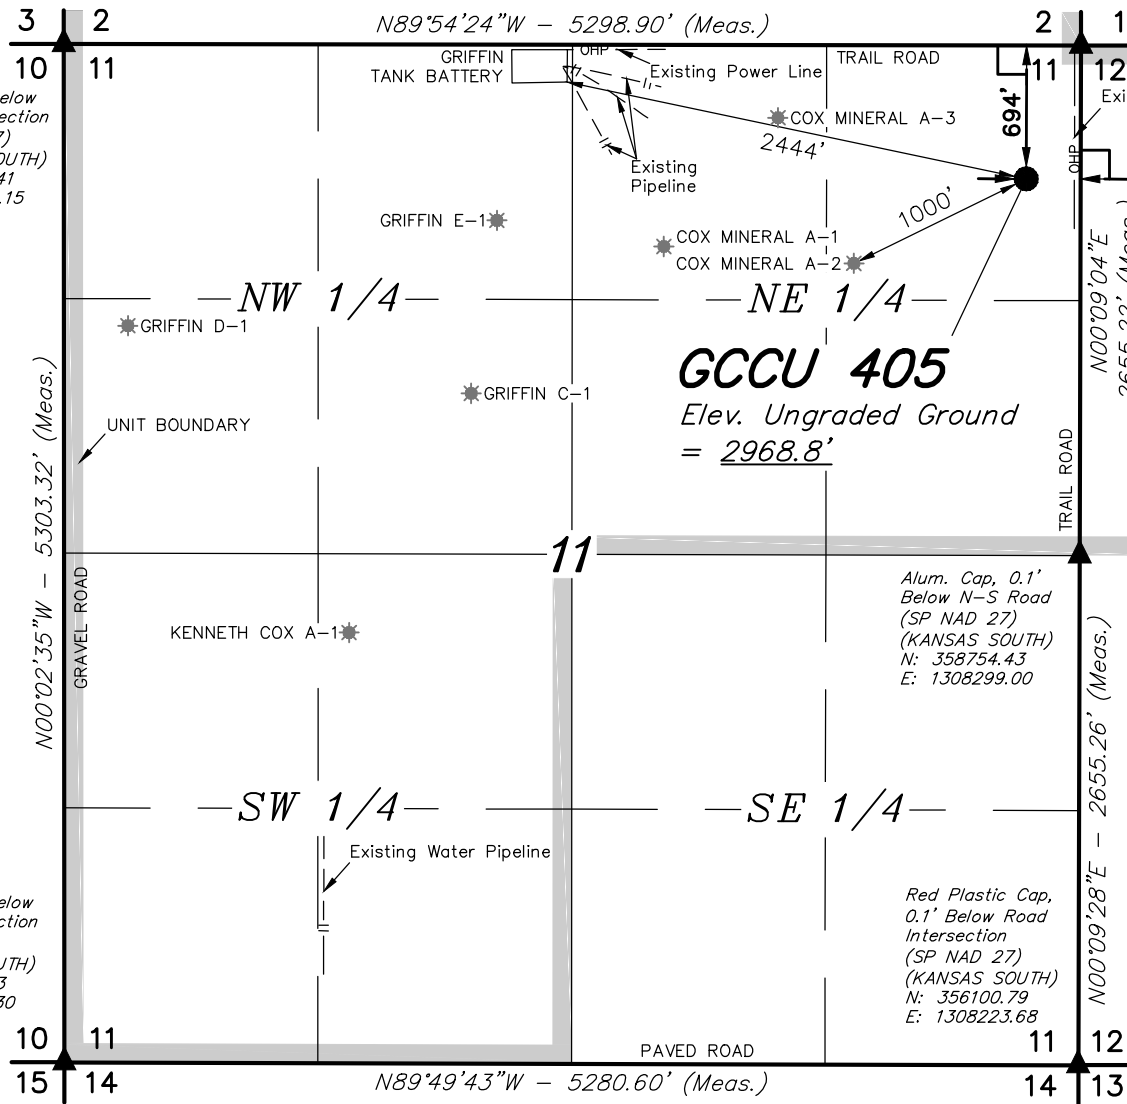 3 2
N89°54'24"W – 5298.90' (Meas.)
2 1
10 11
GRIFFIN
TANK BATTERY
OHP
Existing Power Line
TRAIL ROAD
11 12
694'
OHP
COX MINERAL A–3
2444'
Existing
Pipeline
1000'
GRIFFIN E–1
COX MINERAL A–1
COX MINERAL A–2
NW 1/4
NE 1/4
N00°09'04"E
GRIFFIN D–1
GCCU 405
Elev. Ungraded Ground
= 2968.8'
GRIFFIN C–1
UNIT BOUNDARY
N00°02'35"W – 5303.32' (Meas.)
GRAVEL ROAD
TRAIL ROAD
11
Alum. Cap, 0.1'
Below N–S Road
(SP NAD 27)
(KANSAS SOUTH)
N: 358754.43
E: 1308299.00
KENNETH COX A–1
N00°09'28"E – 2655.26' (Meas.)
SW 1/4
SE 1/4
Existing Water Pipeline
Red Plastic Cap,
0.1' Below Road
Intersection
(SP NAD 27)
(KANSAS SOUTH)
N: 356100.79
E: 1308223.68
10 11
PAVED ROAD
11 12
15 14
N89°49'43"W – 5280.60' (Meas.)
14 13